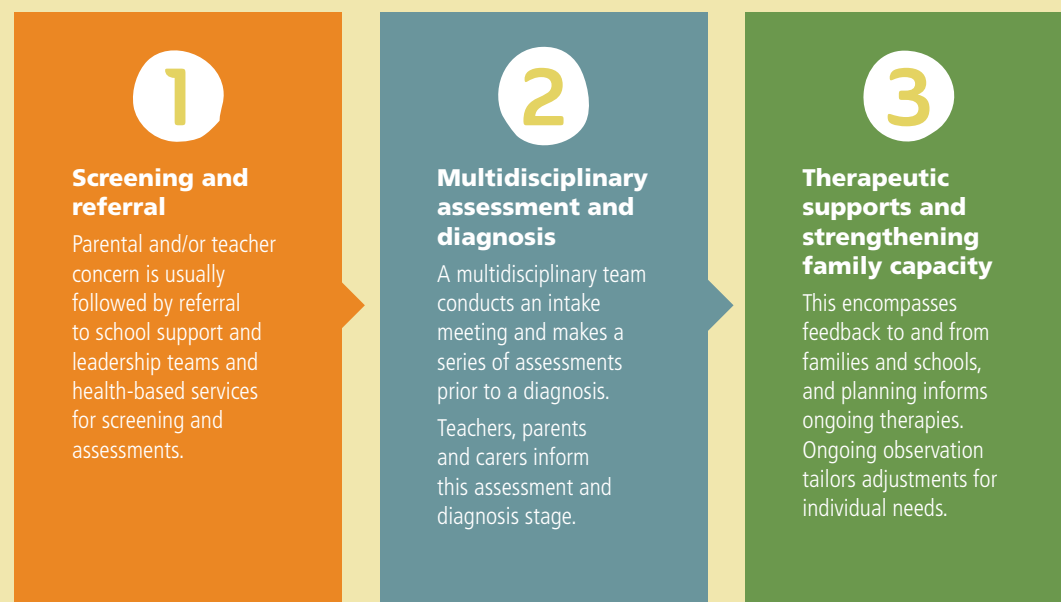 1
Screening and
referral
Parental and/or teacher
concern is usually
followed by referral
to school support and
leadership teams and
health-based services
for screening and
assessments.
2
Multidisciplinary
assessment and
diagnosis
A multidisciplinary team
conducts an intake
meeting and makes a
series of assessments
prior to a diagnosis.
Teachers, parents
and carers inform
this assessment and
diagnosis stage.
3
Therapeutic
supports and
strengthening
family capacity
This encompasses
feedback to and from
families and schools,
and planning informs
ongoing therapies.
Ongoing observation
tailors adjustments for
individual needs.